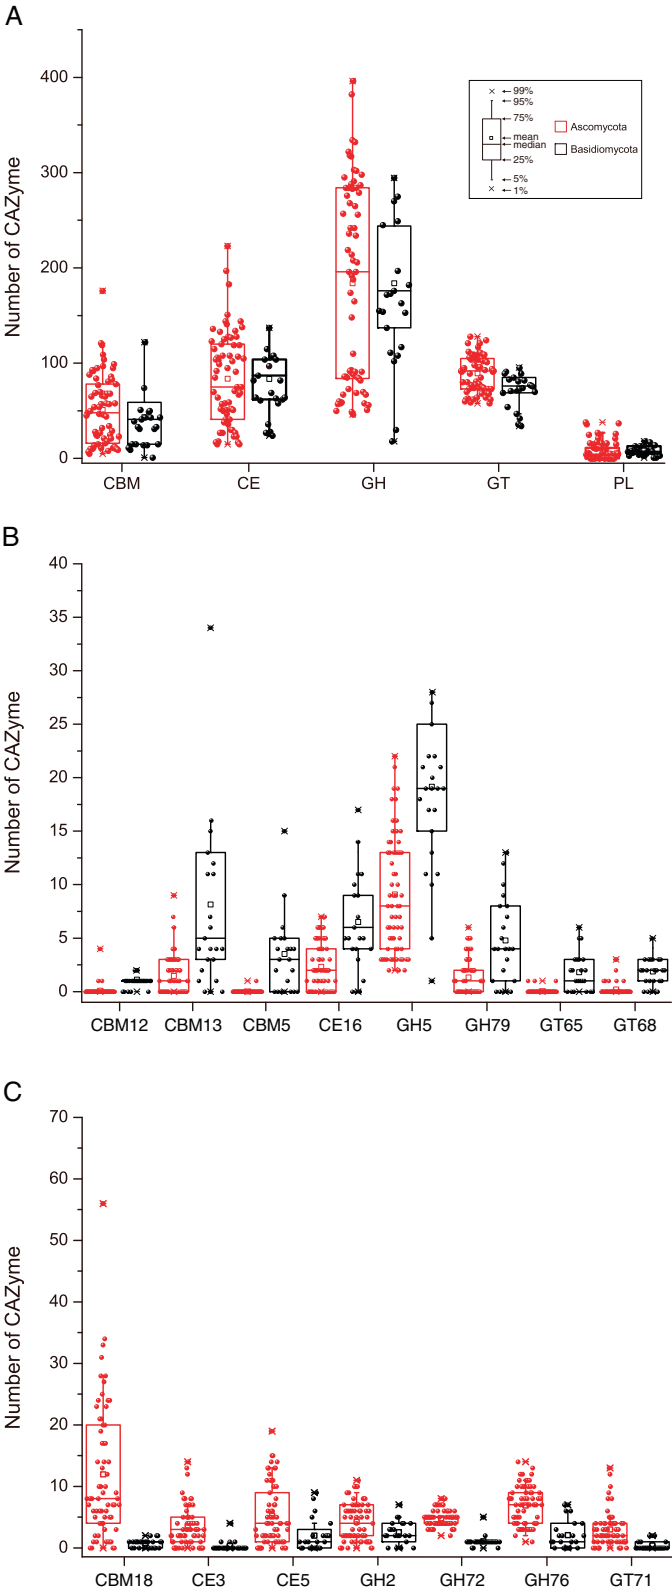 A
Number of CAZyme
400
300
200
100
0
99%
95%
75%
mean
median
25%
5%
1%
Ascomycota
Basidiomycota
CBM CE GH GT PL
B
Number of CAZyme
40
35
30
25
20
15
10
5
0
CBM12 CBM13 CBM5 CE16 GH5 GH79 GT65 GT68
C
Number of CAZyme
70
60
50
40
30
20
10
0
CBM18 CE3 CE5 GH2 GH72 GH76 GT71